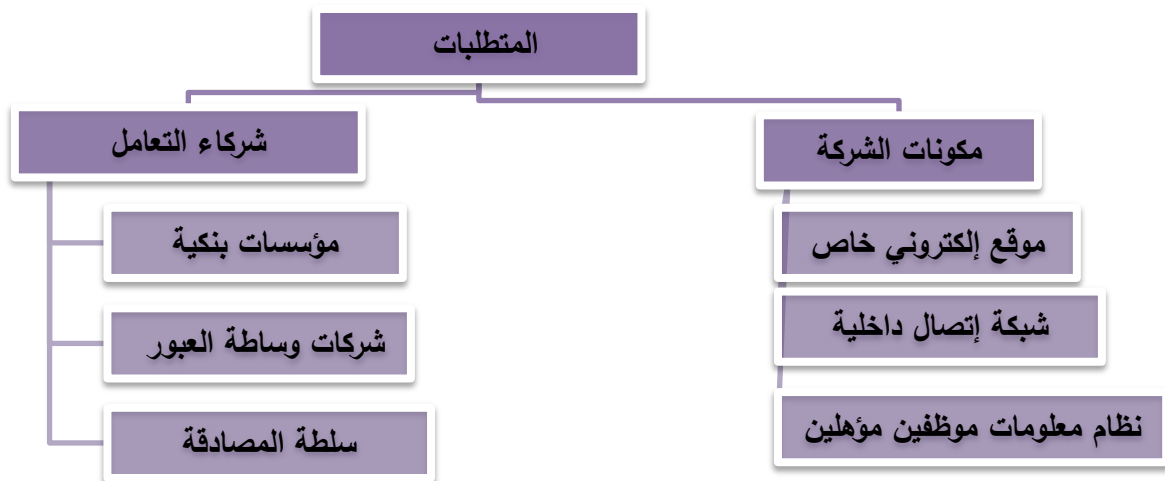 المتطلبات
مكونات الشركة
موقع إلكتروني خاص
شبكة إتصال داخلية
نظام معلومات موظفين مؤهلين
شركاء التعامل
مؤسسات بنكية
شركات وساطة العبور
سلطة المصادقة